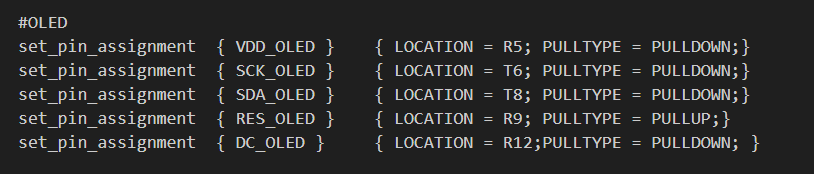 #OLED
set_pin_assignment  { VDD_OLED }    { LOCATION = R5; PULLTYPE = PULLDOWN;}
set_pin_assignment  { SCK_OLED }    { LOCATION = T6; PULLTYPE = PULLDOWN;}
set_pin_assignment  { SDA_OLED }    { LOCATION = T8; PULLTYPE = PULLDOWN;}
set_pin_assignment  { RES_OLED }    { LOCATION = R9; PULLTYPE = PULLUP;}
set_pin_assignment  { DC_OLED }     { LOCATION = R12;PULLTYPE = PULLDOWN; }